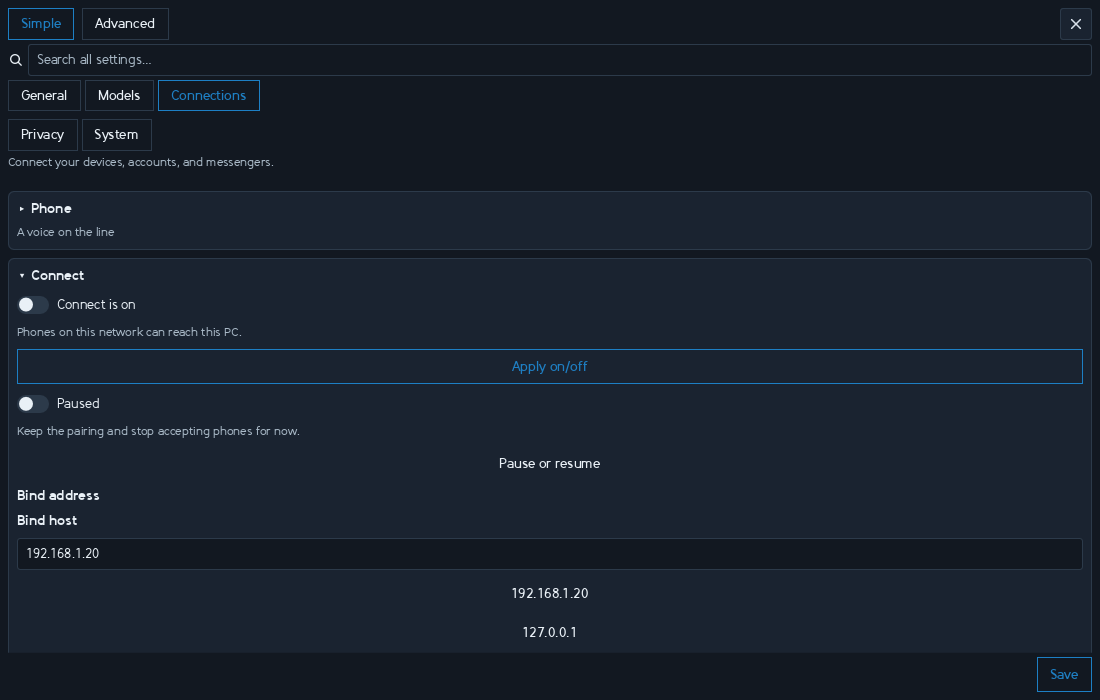 Simple Advanced
Search all settings...
General Models Connections
Privacy System
Connect your devices, accounts, and messengers.
Phone
A voice on the line
Connect
Connect is on
Phones on this network can reach this PC.
Apply on/off
Paused
Keep the pairing and stop accepting phones for now.
Pause or resume
Bind address
Bind host
192.168.1.20
192.168.1.20
127.0.0.1
Save